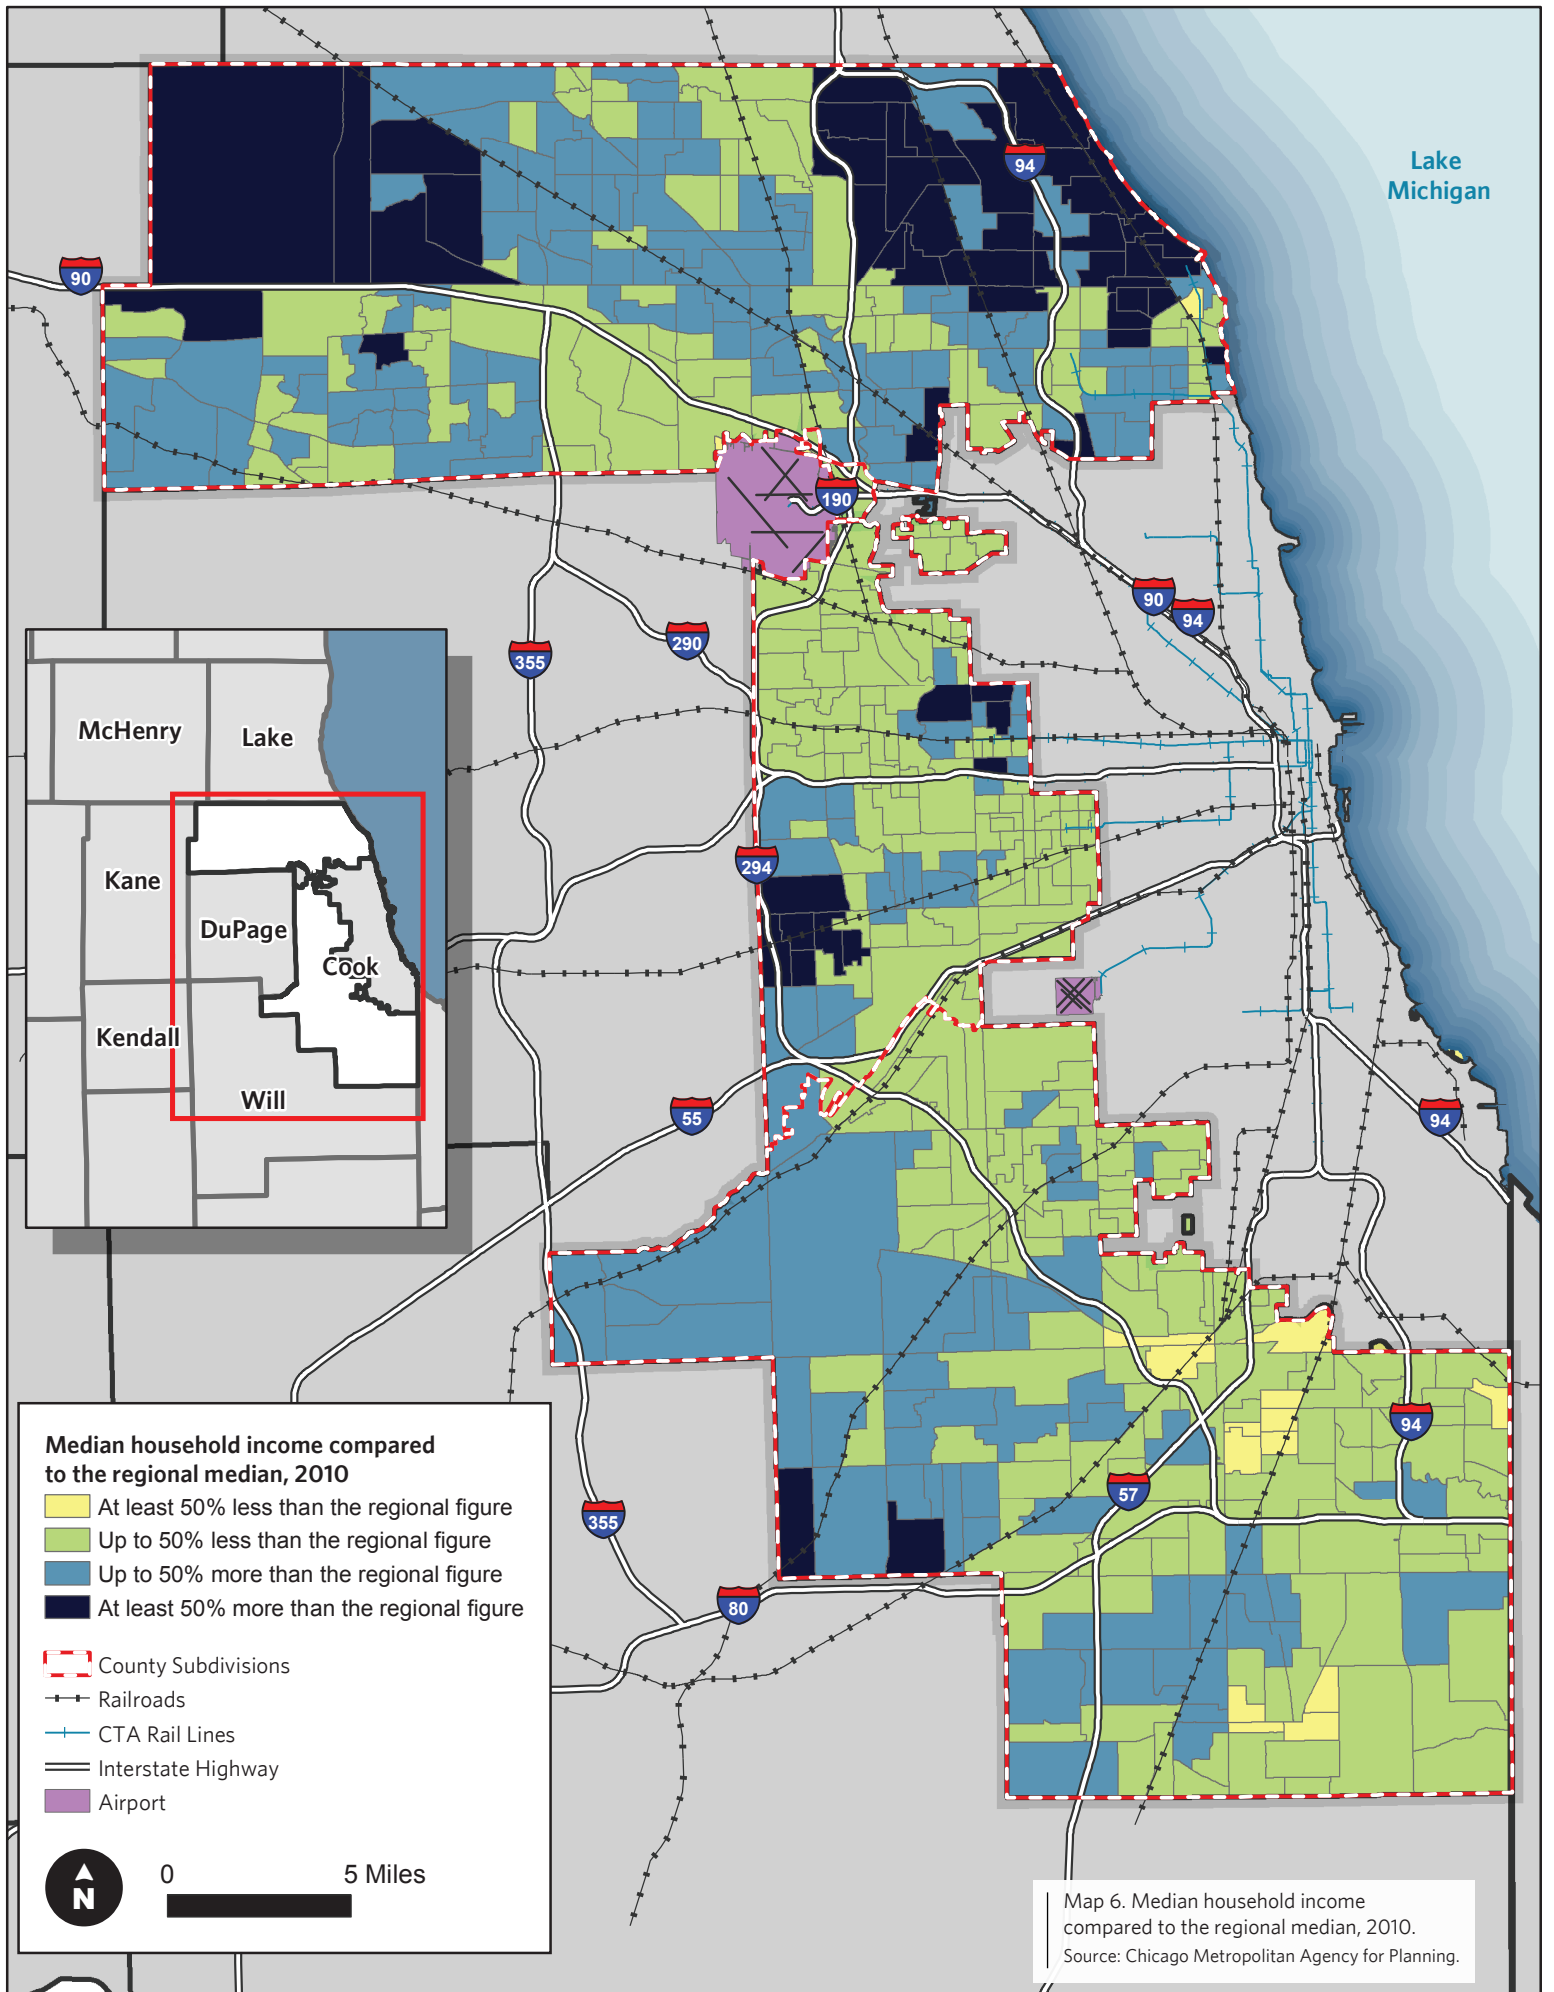 Lake
Michigan
94
90
190
90
94
290
355
McHenry
Lake
Kane
294
DuPage
Cook
Kendall
Will
55
94
94
57
355
80
Median household income compared
to the regional median, 2010
At least 50% less than the regional figure
Up to 50% less than the regional figure
Up to 50% more than the regional figure
At least 50% more than the regional figure
County Subdivisions
Railroads
CTA Rail Lines
Interstate Highway
Airport
N
0 5 Miles
Map 6. Median household income
compared to the regional median, 2010.
Source: Chicago Metropolitan Agency for Planning.